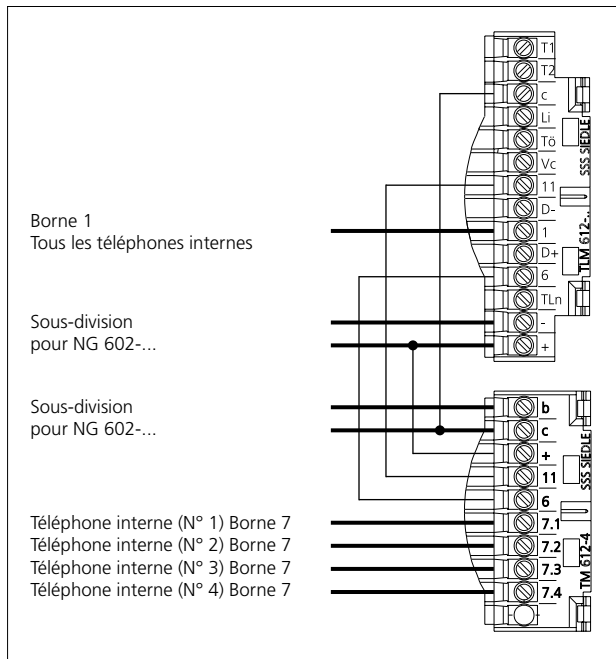 T1
T2
c
Li
Tö
Vc
11
D-
1
D+
6
TLn
-
+
SSS SIEDLE
TLM 612-..
Borne 1
Tous les téléphones internes
Sous-division
pour NG 602-...
Sous-division
pour NG 602-...
b
c
+
11
6
7.1
7.2
7.3
7.4
SSS SIEDLE
TM 612-4
Téléphone interne (N° 1) Borne 7
Téléphone interne (N° 2) Borne 7
Téléphone interne (N° 3) Borne 7
Téléphone interne (N° 4) Borne 7